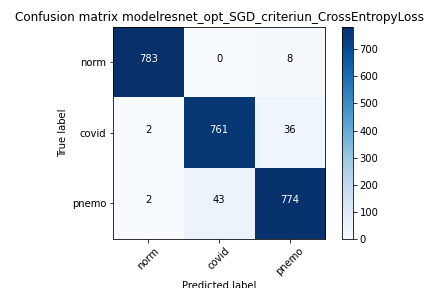 Confusion matrix modelresnet_opt_SGD_criteriun_CrossEntropyLoss
norm 783 0 8
covid 2 761 36
pnemo 2 43 774
norm covid pnemo
True label
Predicted label
700
600
500
400
300
200
100
0